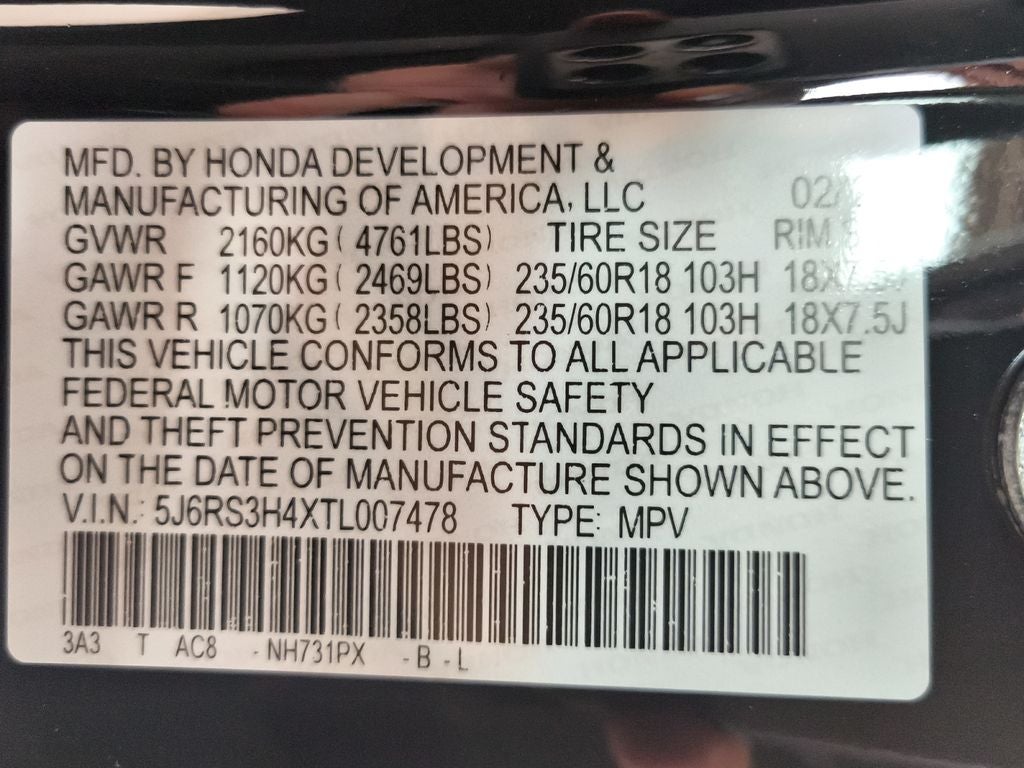 MFD. BY HONDA DEVELOPMENT &
MANUFACTURING OF AMERICA, LLC 02/
GVWR 2160KG ( 4761LBS) TIRE SIZE RIM
GAWR F 1120KG ( 2469LBS) 235/60R18 103H
GAWR R 1070KG ( 2358LBS) 235/60R18 103H 18X7.5J
THIS VEHICLE CONFORMS TO ALL APPLICABLE
FEDERAL MOTOR VEHICLE SAFETY
AND THEFT PREVENTION STANDARDS IN EFFECT
ON THE DATE OF MANUFACTURE SHOWN ABOVE.
V.I.N.: 5J6RS3H4XTL007478 TYPE: MPV
3A3 T AC8 - NH731PX - B - L